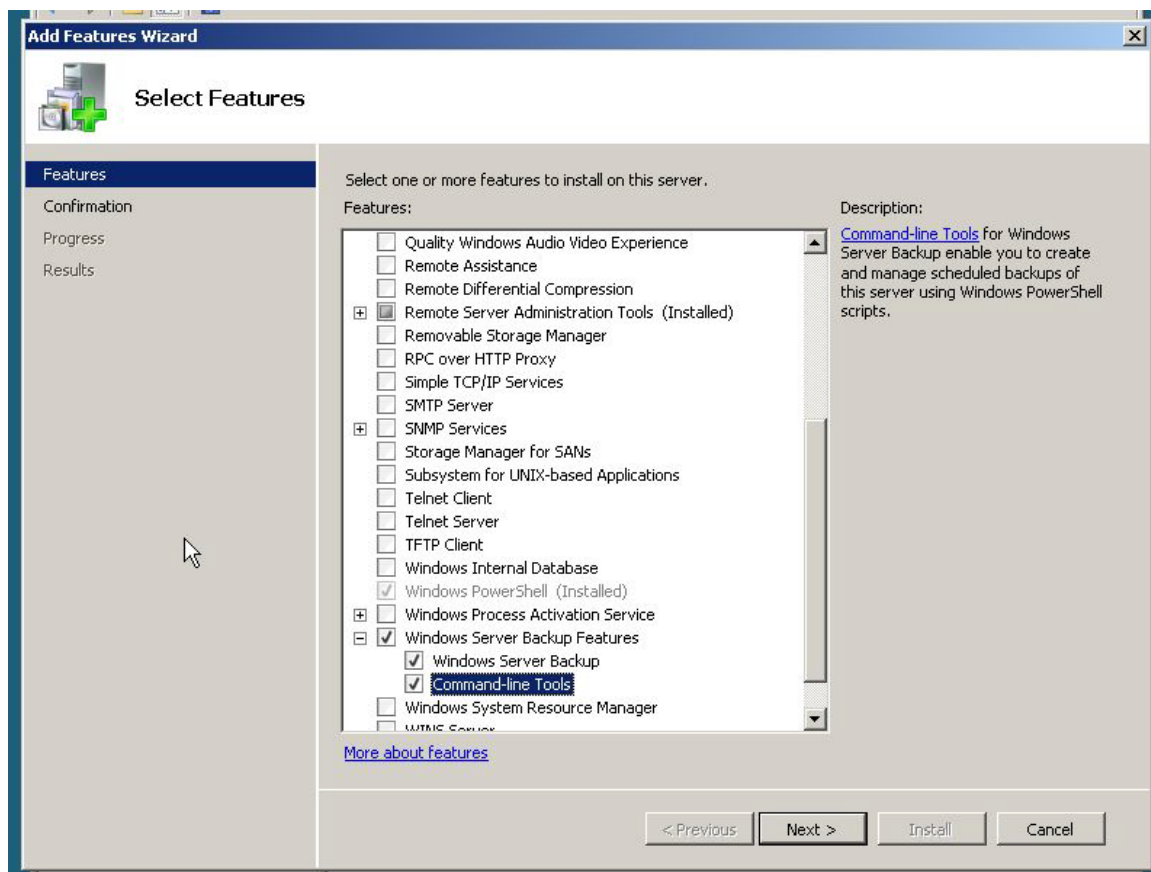 Add Features Wizard
Select Features
Features
Confirmation
Progress
Results
Select one or more features to install on this server.
Features:
Quality Windows Audio Video Experience
Remote Assistance
Remote Differential Compression
Remote Server Administration Tools (Installed)
Removable Storage Manager
RPC over HTTP Proxy
Simple TCP/IP Services
SMTP Server
SNMP Services
Storage Manager for SANs
Subsystem for UNIX-based Applications
Telnet Client
Telnet Server
TFTP Client
Windows Internal Database
Windows PowerShell (Installed)
Windows Process Activation Service
Windows Server Backup Features
Windows Server Backup
Command-line Tools
Windows System Resource Manager
WINS Server
More about features
Description:
Command-line Tools for Windows
Server Backup enable you to create
and manage scheduled backups of
this server using Windows PowerShell
scripts.
< Previous
Next >
Install
Cancel